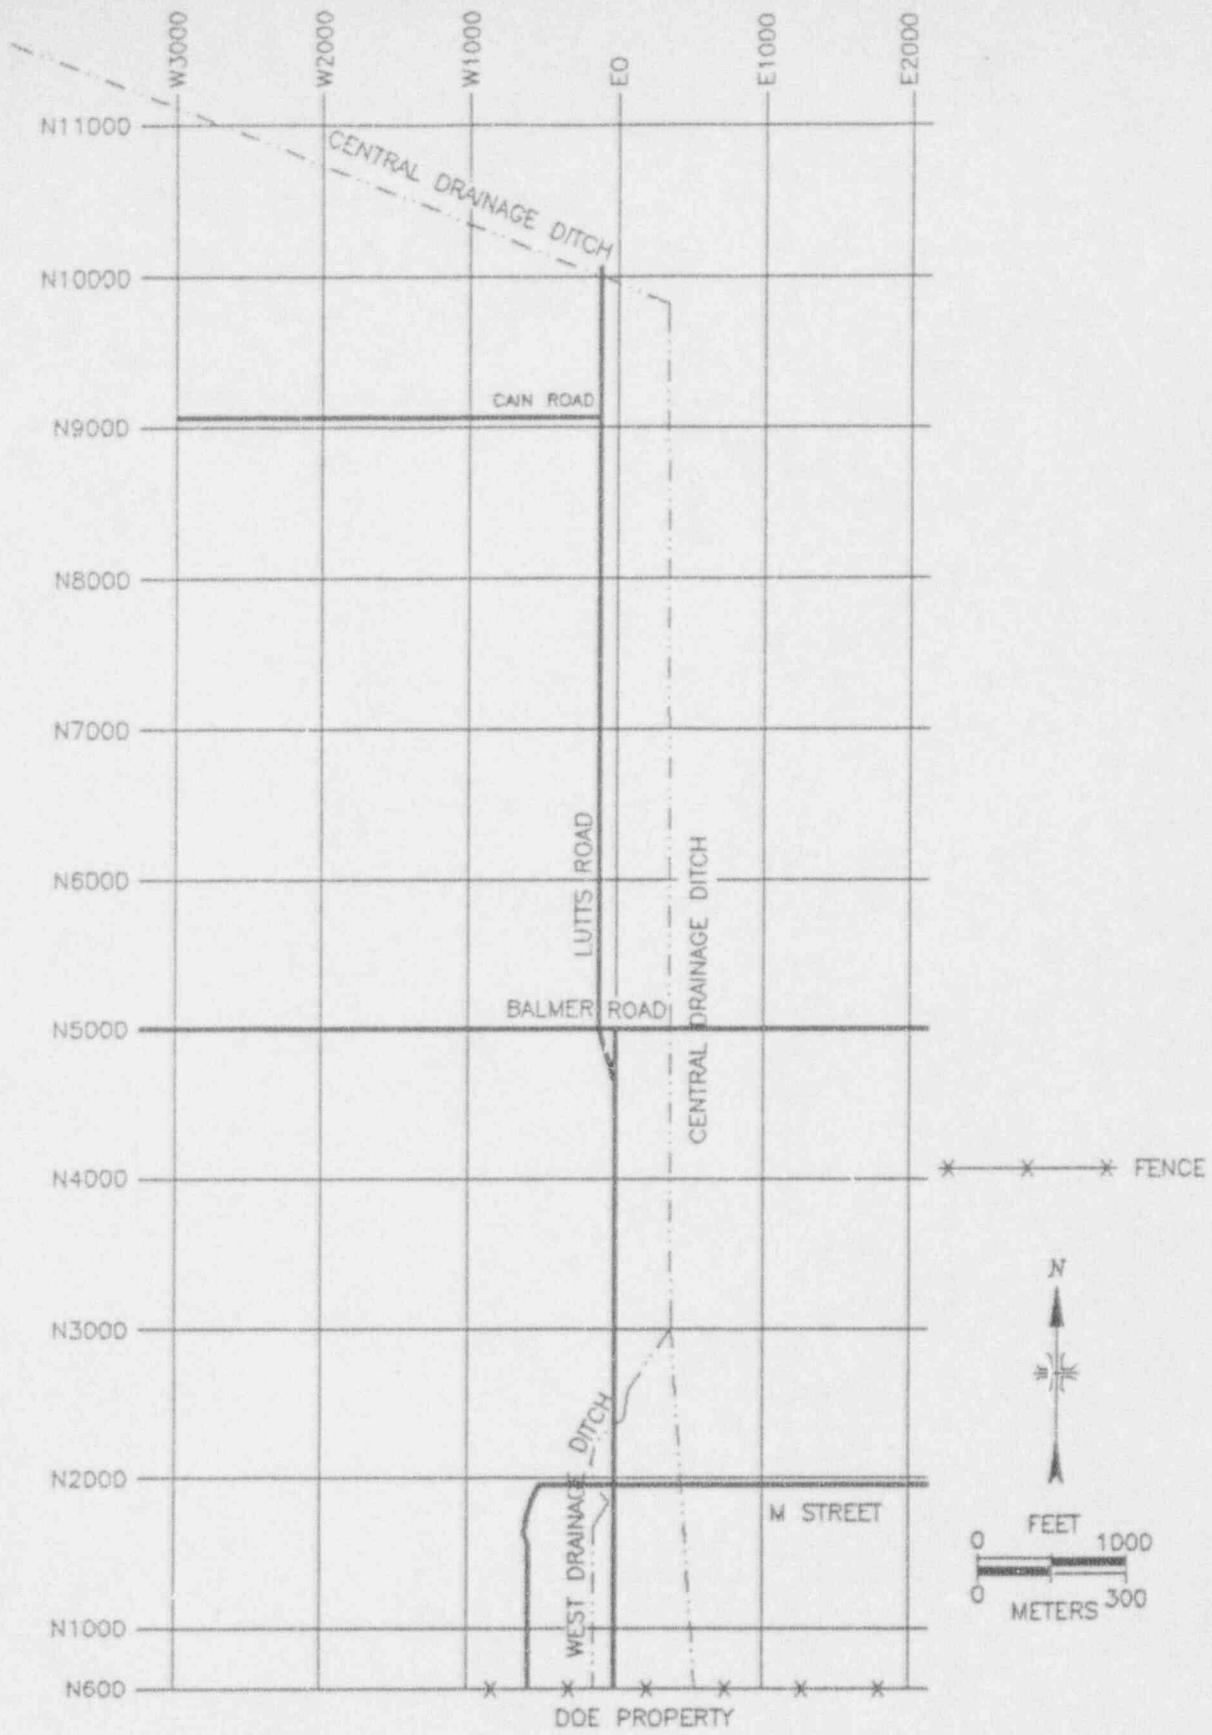 W3000
W2000
W1000
E0
E1000
E2000
N11000
CENTRAL DRAINAGE DITCH
N10000
CAIN ROAD
N9000
N8000
N7000
LUTTS ROAD
N6000
CENTRAL DRAINAGE DITCH
BALMER ROAD
N5000
N4000
FENCE
N
N3000
WEST DRAINAGE DITCH
N2000
M STREET
FEET
0 1000
0 300
METERS
N1000
N600
DOE PROPERTY